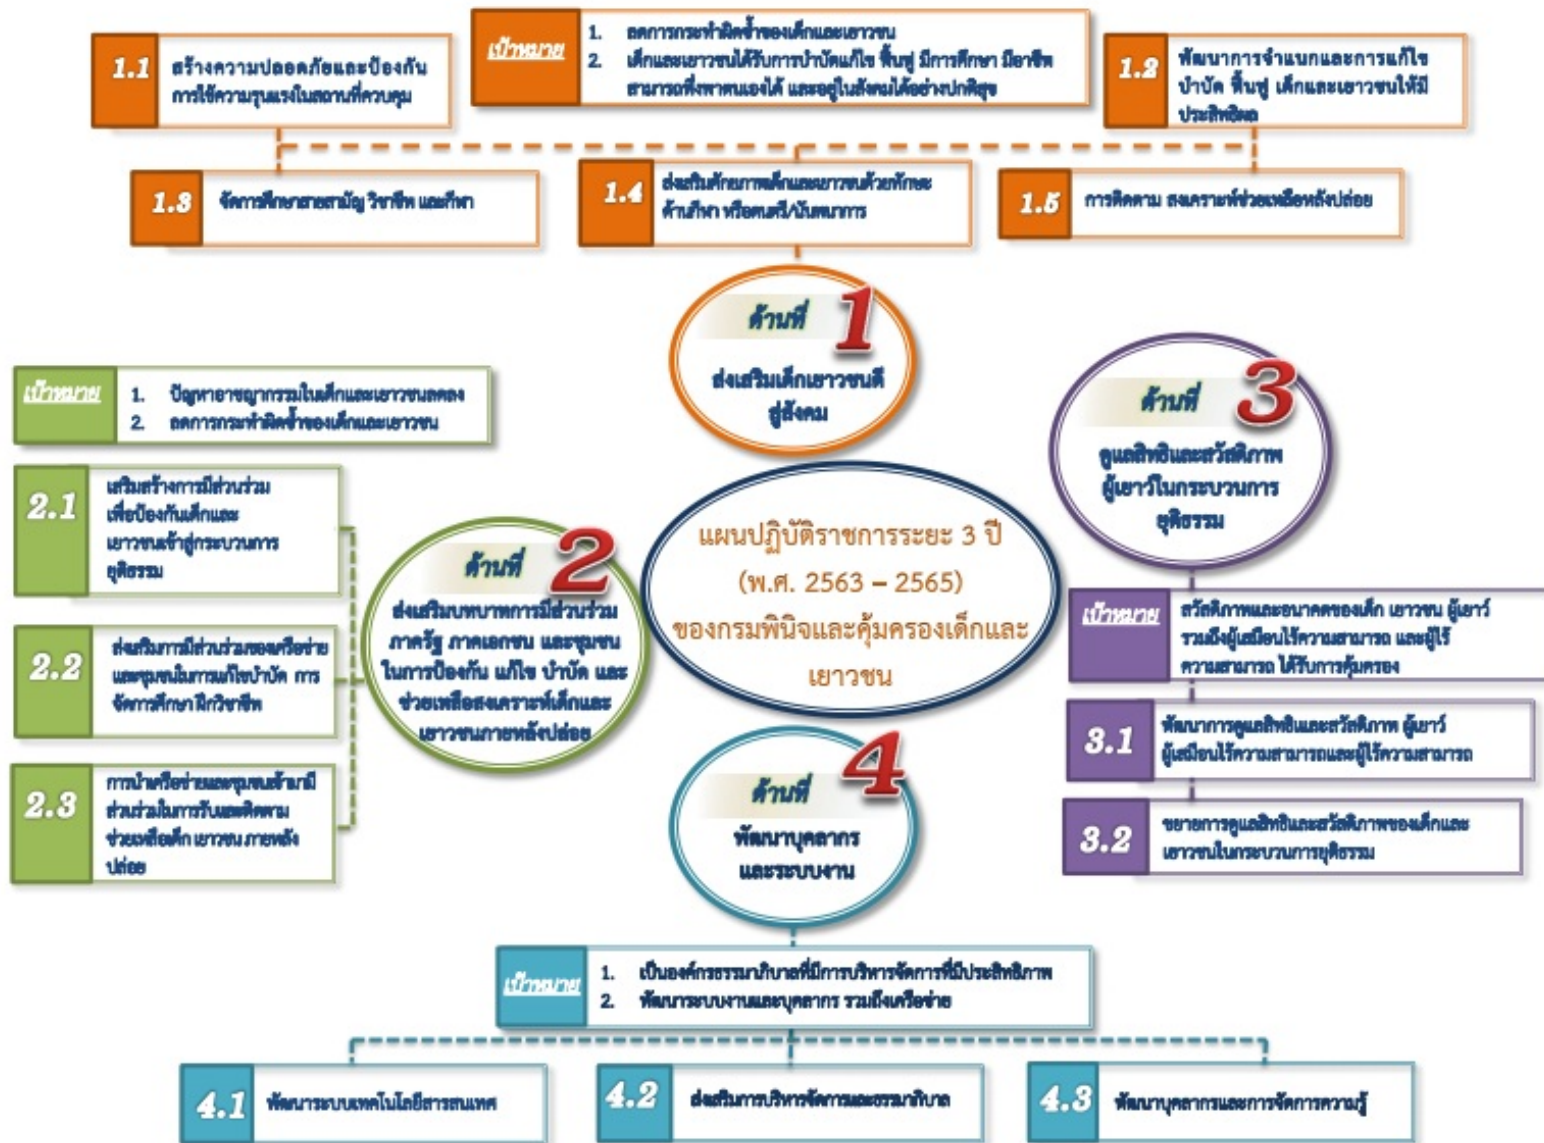 เป้าหมาย
1. ลดการกระทำผิดซ้ำของเด็กและเยาวชน
2. เด็กและเยาวชนได้รับการบำบัดแก้ไข ฟื้นฟู มีการศึกษา มีอาชีพ
สามารถพึ่งพาตนเองได้ และอยู่ในสังคมได้อย่างปกติสุข
1.1
สร้างความปลอดภัยและป้องกัน
การใช้ความรุนแรงในสถานที่ควบคุม
1.2
พัฒนาการจำแนกและการแก้ไข
บำบัด ฟื้นฟู เด็กและเยาวชนให้มี
ประสิทธิผล
1.3
จัดการศึกษาสายสามัญ วิชาชีพ และกีฬา
1.4
ส่งเสริมศักยภาพเด็กและเยาวชนด้วยทักษะ
ด้านกีฬา หรือดนตรี/นันทนาการ
1.5
การติดตาม สงเคราะห์ช่วยเหลือหลังปล่อย
ด้านที่ 1
ส่งเสริมเด็กเยาวชนดี
สู่สังคม
เป้าหมาย
1. ปัญหาอาชญากรรมในเด็กและเยาวชนลดลง
2. ลดการกระทำผิดซ้ำของเด็กและเยาวชน
2.1
เสริมสร้างการมีส่วนร่วม
เพื่อป้องกันเด็กและ
เยาวชนเข้าสู่กระบวนการ
ยุติธรรม
2.2
ส่งเสริมการมีส่วนร่วมของเครือข่าย
และชุมชนในการแก้ไขบำบัด การ
จัดการศึกษา ฝึกวิชาชีพ
2.3
การนำเครือข่ายและชุมชนเข้ามามี
ส่วนร่วมในการรับและติดตาม
ช่วยเหลือเด็ก เยาวชน ภายหลัง
ปล่อย
ด้านที่ 2
ส่งเสริมบทบาทการมีส่วนร่วม
ภาครัฐ ภาคเอกชน และชุมชน
ในการป้องกัน แก้ไข บำบัด และ
ช่วยเหลือสงเคราะห์เด็กและ
เยาวชนภายหลังปล่อย
แผนปฏิบัติราชการระยะ 3 ปี
(พ.ศ. 2563 – 2565)
ของกรมพินิจและคุ้มครองเด็กและ
เยาวชน
ด้านที่ 3
ดูแลสิทธิและสวัสดิภาพ
ผู้เยาว์ในกระบวนการ
ยุติธรรม
เป้าหมาย
สวัสดิภาพและอนาคตของเด็ก เยาวชน ผู้เยาว์
รวมถึงผู้เสมือนไร้ความสามารถ และผู้ไร้
ความสามารถ ได้รับการคุ้มครอง
3.1
พัฒนาการดูแลสิทธิและสวัสดิภาพ ผู้เยาว์
ผู้เสมือนไร้ความสามารถและผู้ไร้ความสามารถ
3.2
ขยายการดูแลสิทธิและสวัสดิภาพของเด็กและ
เยาวชนในกระบวนการยุติธรรม
ด้านที่ 4
พัฒนาบุคลากร
และระบบงาน
เป้าหมาย
1. เป็นองค์กรธรรมาภิบาลที่มีการบริหารจัดการที่มีประสิทธิภาพ
2. พัฒนาระบบงานและบุคลากร รวมถึงเครือข่าย
4.1
พัฒนาระบบเทคโนโลยีสารสนเทศ
4.2
ส่งเสริมการบริหารจัดการและธรรมาภิบาล
4.3
พัฒนาบุคลากรและการจัดการความรู้